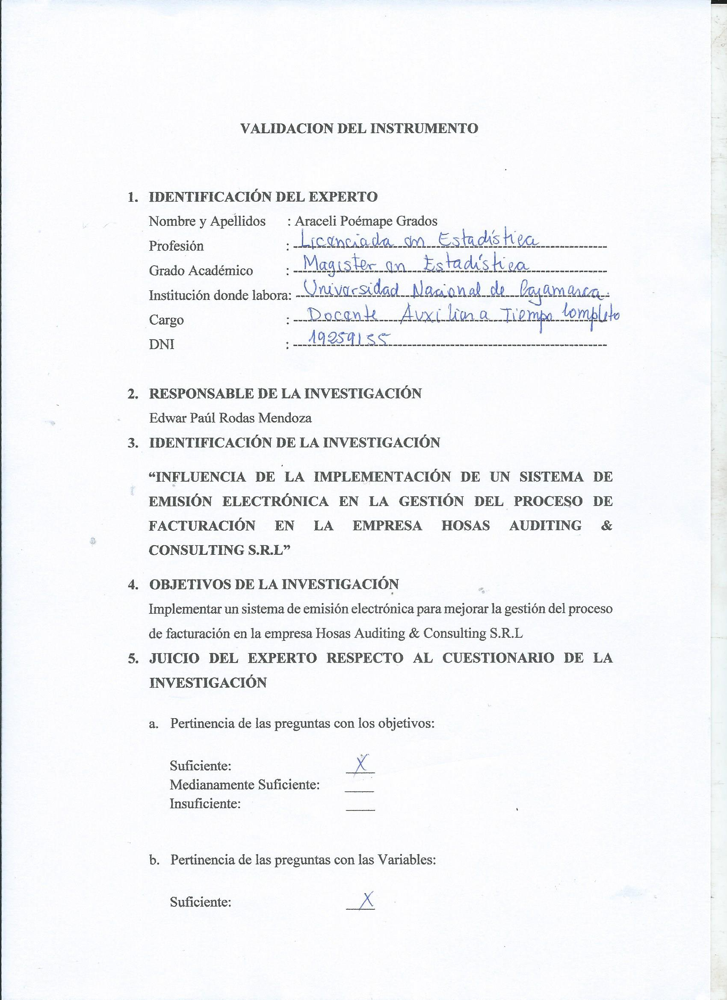 VALIDACION DEL INSTRUMENTO
1. IDENTIFICACIÓN DEL EXPERTO
Nombre y Apellidos : Araceli Poémape Grados
Profesión : Licenciada en Estadística
Grado Académico : Magister en Estadística
Institución donde labora: Universidad Nacional de Cajamarca.
Cargo : Docente Auxiliar a Tiempo Completo
DNI : 19259155
2. RESPONSABLE DE LA INVESTIGACIÓN
Edwar Paúl Rodas Mendoza
3. IDENTIFICACIÓN DE LA INVESTIGACIÓN
“INFLUENCIA DE LA IMPLEMENTACIÓN DE UN SISTEMA DE
EMISIÓN ELECTRÓNICA EN LA GESTIÓN DEL PROCESO DE
FACTURACIÓN EN LA EMPRESA HOSAS AUDITING &
CONSULTING S.R.L”
4. OBJETIVOS DE LA INVESTIGACIÓN
Implementar un sistema de emisión electrónica para mejorar la gestión del proceso
de facturación en la empresa Hosas Auditing & Consulting S.R.L
5. JUICIO DEL EXPERTO RESPECTO AL CUESTIONARIO DE LA
INVESTIGACIÓN
a. Pertinencia de las preguntas con los objetivos:
Suficiente: X
Medianamente Suficiente: ____
Insuficiente: ____
b. Pertinencia de las preguntas con las Variables:
Suficiente: X